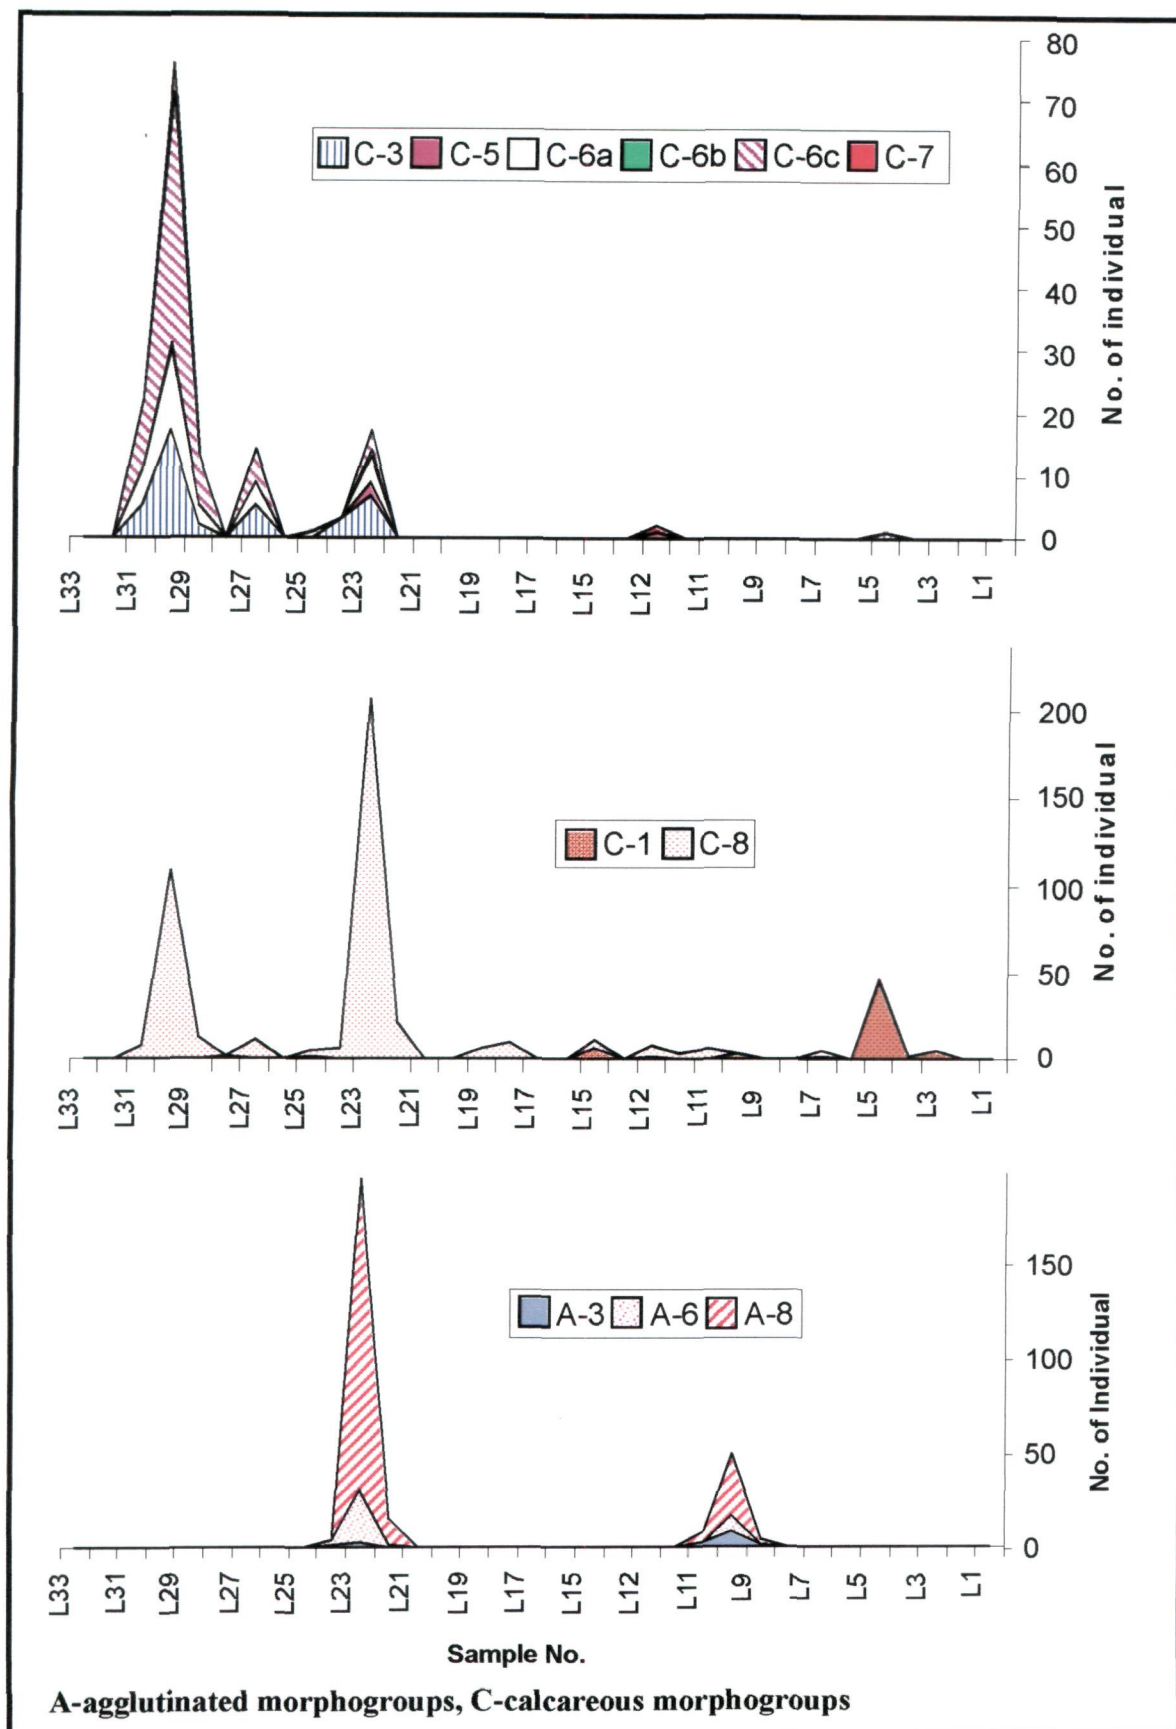 80
70
60
50
40
30
20
10
0
No. of individual
C-3 C-5 C-6a C-6b C-6c C-7
L33 L31 L29 L27 L25 L23 L21 L19 L17 L15 L12 L11 L9 L7 L5 L3 L1
200
150
100
50
0
No. of individual
C-1 C-8
L33 L31 L29 L27 L25 L23 L21 L19 L17 L15 L12 L11 L9 L7 L5 L3 L1
150
100
50
0
No. of Individual
A-3 A-6 A-8
L33 L31 L29 L27 L25 L23 L21 L19 L17 L15 L12 L11 L9 L7 L5 L3 L1
Sample No.
A-agglutinated morphogroups, C-calcareous morphogroups